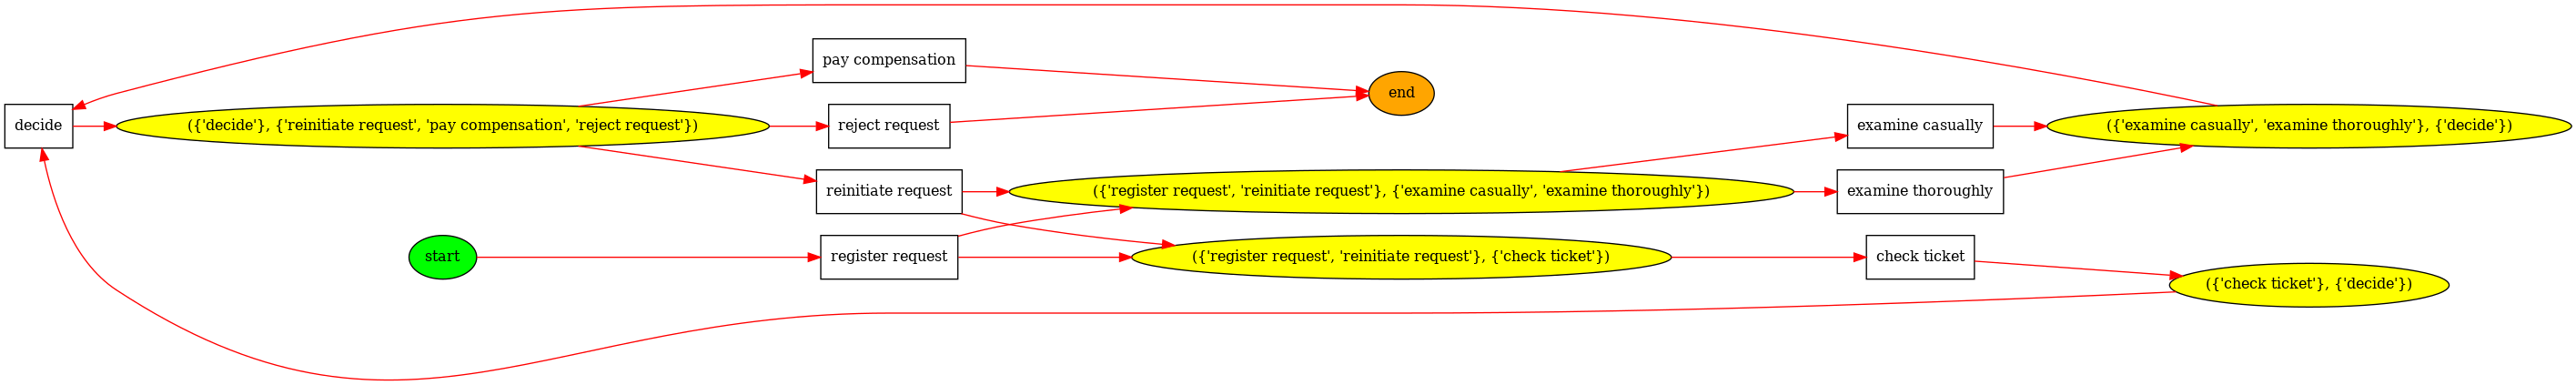 pay compensation
end
decide
({'decide'}, {'reinitiate request', 'pay compensation', 'reject request'})
reject request
examine casually
({'examine casually', 'examine thoroughly'}, {'decide'})
reinitiate request
({'register request', 'reinitiate request'}, {'examine casually', 'examine thoroughly'})
examine thoroughly
start
register request
({'register request', 'reinitiate request'}, {'check ticket'})
check ticket
({'check ticket'}, {'decide'})